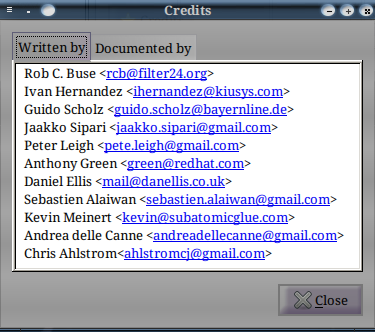 Credits
Written by Documented by
Rob C. Buse <rcb@filter24.org>
Ivan Hernandez <ihernandez@kiusys.com>
Guido Scholz <guido.scholz@bayernline.de>
Jaakko Sipari <jaakko.sipari@gmail.com>
Peter Leigh <pete.leigh@gmail.com>
Anthony Green <green@redhat.com>
Daniel Ellis <mail@danellis.co.uk>
Sebastien Alaiwan <sebastien.alaiwan@gmail.com>
Kevin Meinert <kevin@subatomicglue.com>
Andrea delle Canne <andreadellecanne@gmail.com>
Chris Ahlstrom<ahlstromcj@gmail.com>
Close